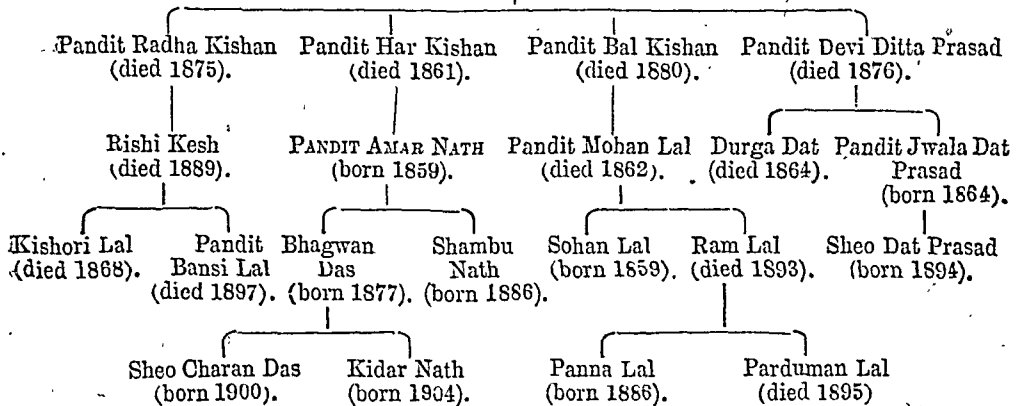 Pandit Radha Kishan Pandit Har Kishan Pandit Bal Kishan Pandit Devi Ditta Prasad
(died 1875). (died 1861). (died 1880). (died 1876).
Rishi Kesh PANDIT AMAR NATH Pandit Mohan Lal Durga Dat Pandit Jwala Dat
(died 1889). (born 1859). (died 1862). (died 1864). Prasad
(born 1864).
Kishori Lal Pandit Bhagwan Shambu Sohan Lal Ram Lal Sheo Dat Prasad
(died 1868). Bansi Lal Das Nath (born 1859). (died 1893). (born 1894).
(died 1897). (born 1877). (born 1886).
Sheo Charan Das Kidar Nath Panna Lal Parduman Lal
(born 1900). (born 1904). (born 1886). (died 1895)